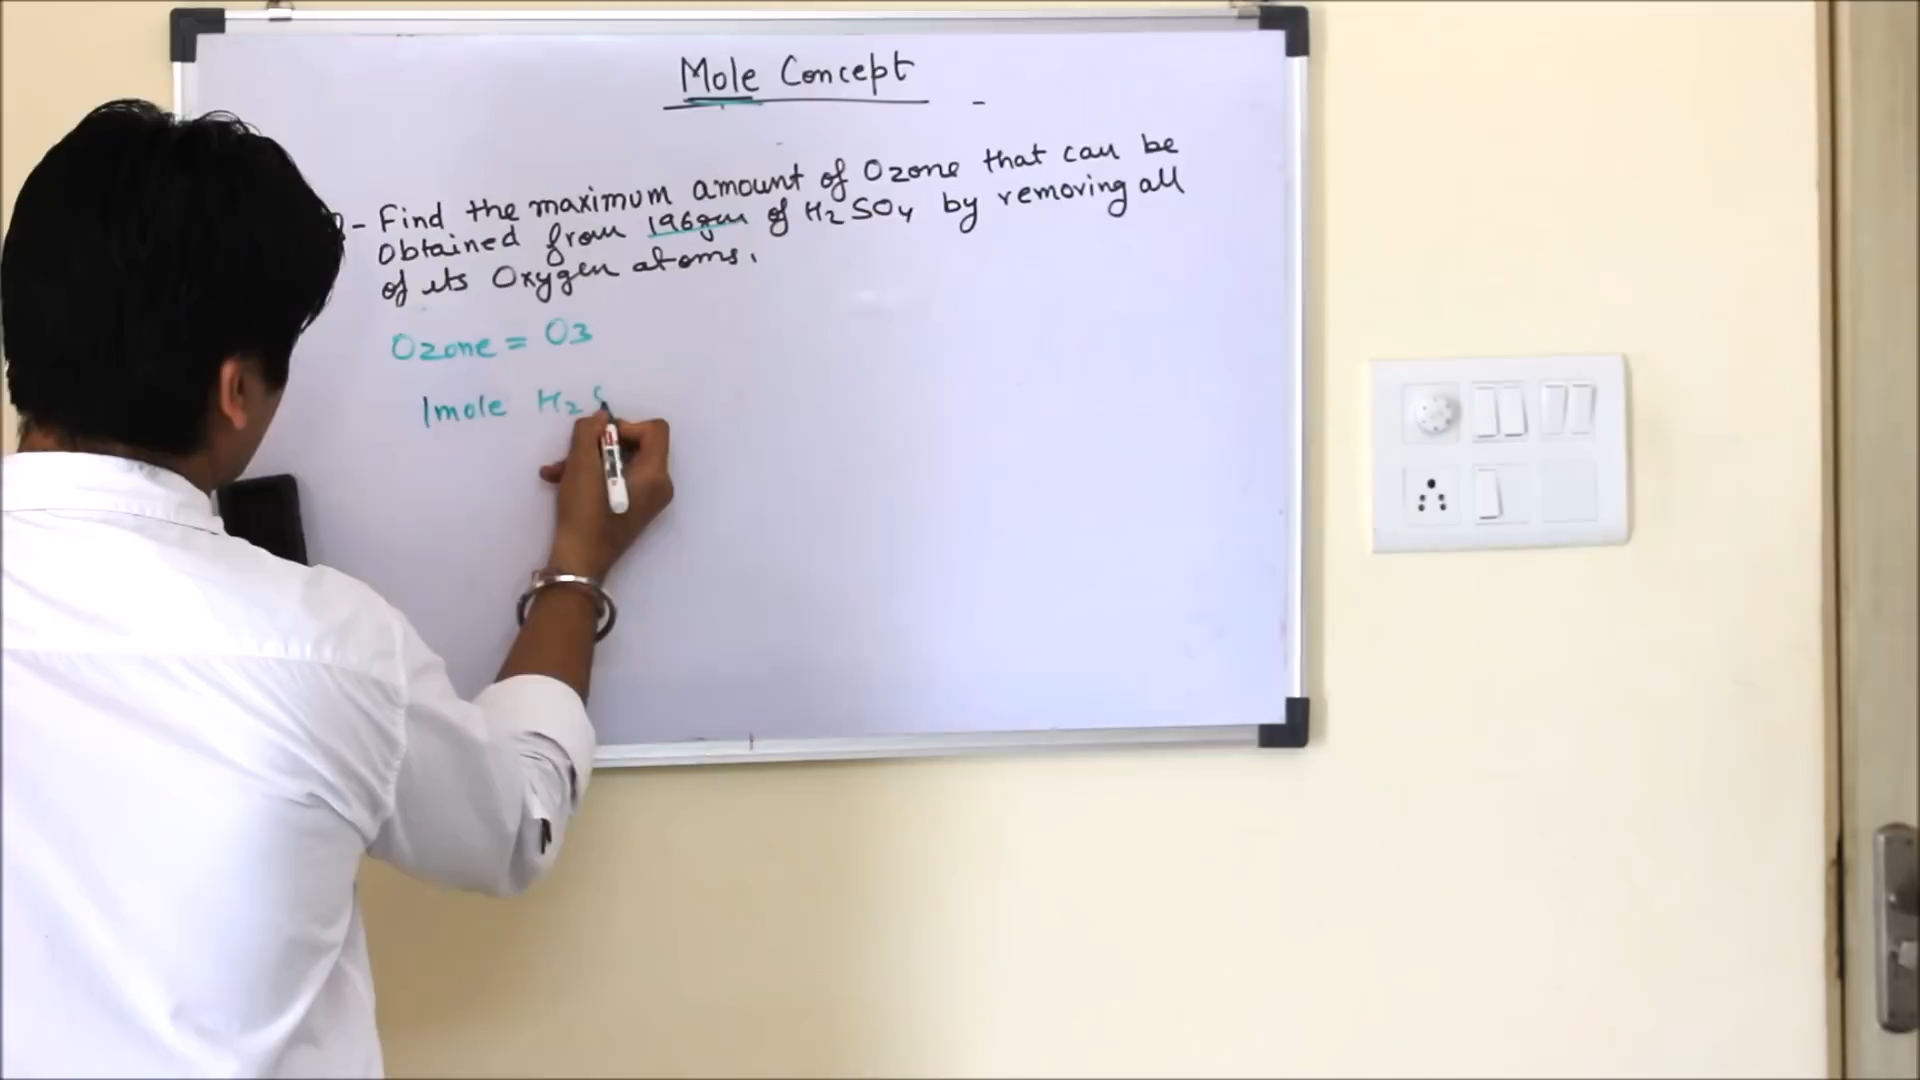 Mole Concept
- Find the maximum amount of Ozone that can be
Obtained from 196gm of H2SO4 by removing all
of its Oxygen atoms.
Ozone = O3
1mole H2S